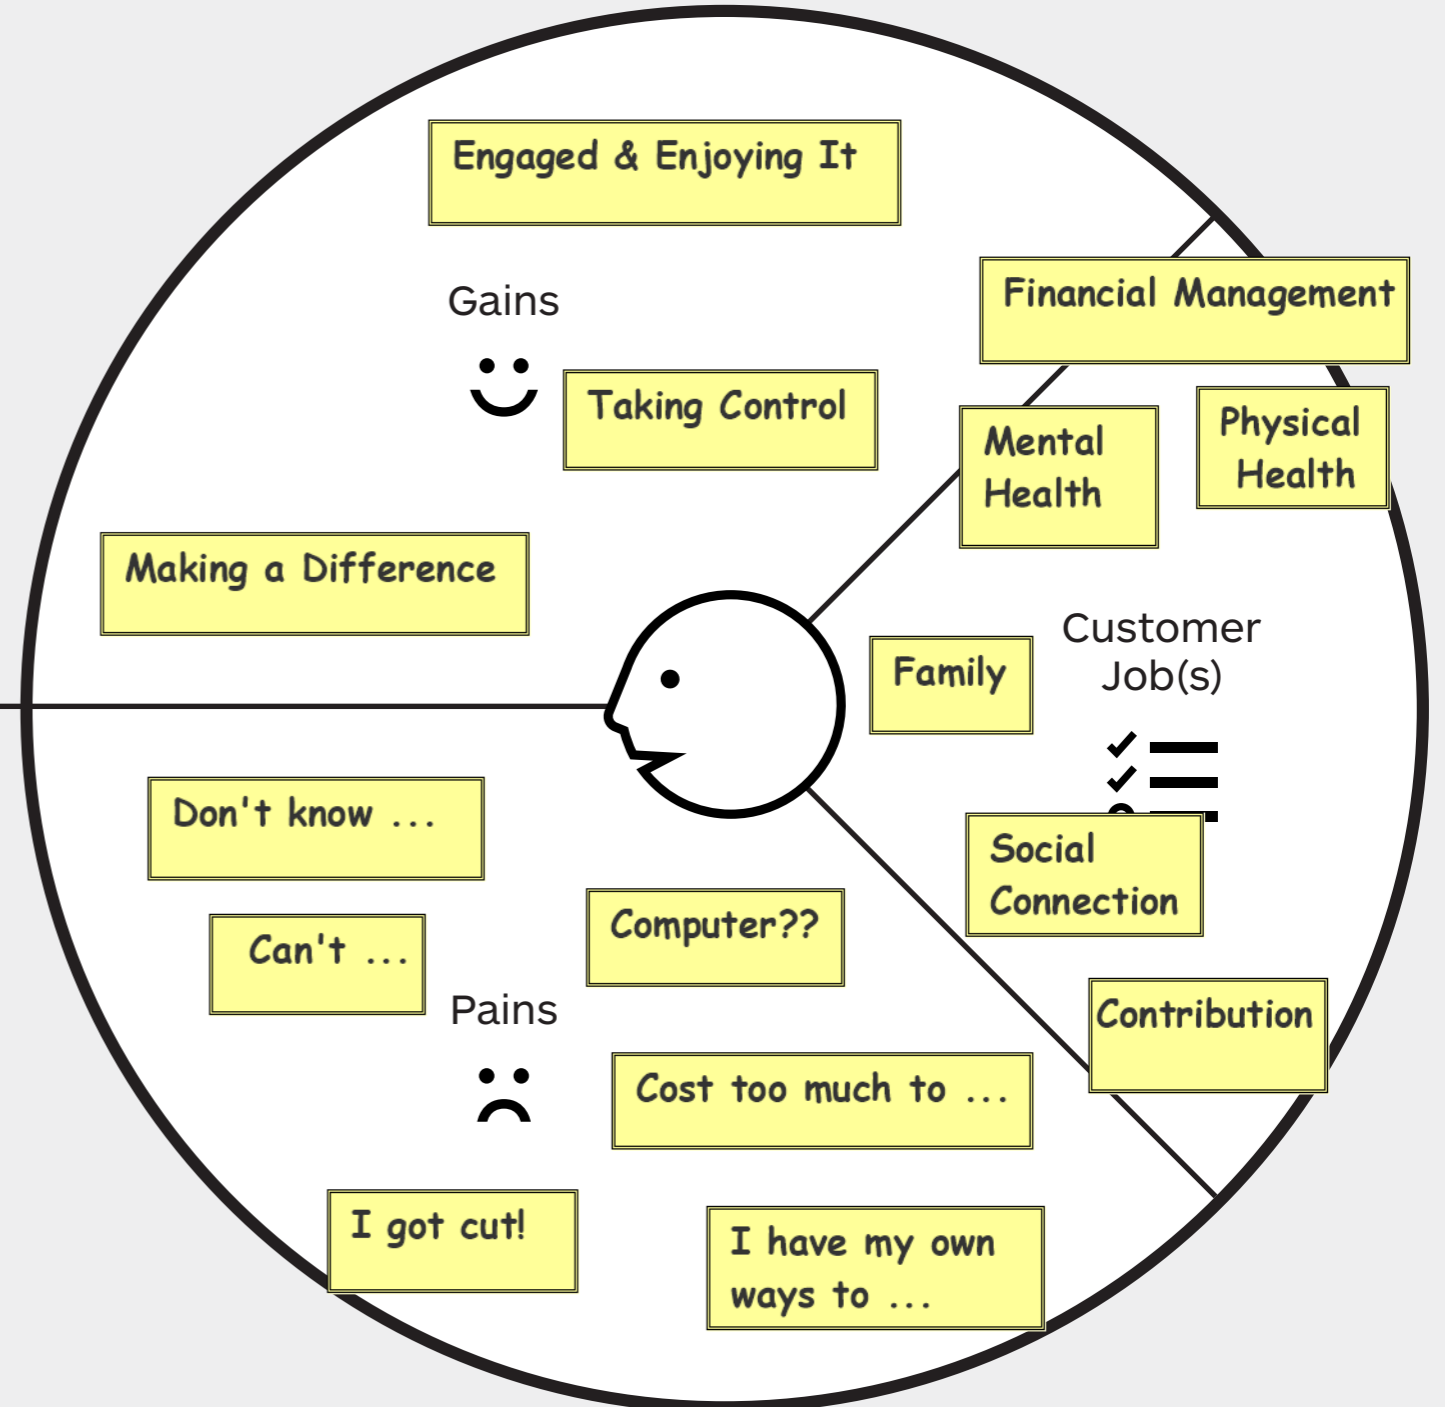 Engaged & Enjoying It
Gains
Taking Control
Making a Difference
Financial Management
Mental
Health
Physical
Health
Family
Customer
Job(s)
Social
Connection
Contribution
Don't know ...
Can't ...
Computer??
Pains
Cost too much to ...
I got cut!
I have my own
ways to ...